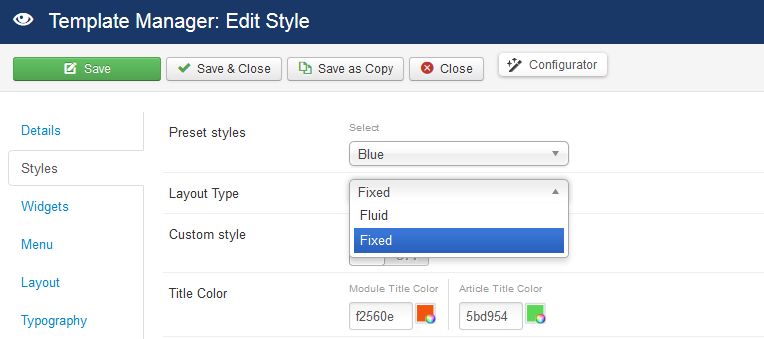 Template Manager: Edit Style
Save
Save & Close
Save as Copy
Close
Configurator
Details
Styles
Widgets
Menu
Layout
Typography
Preset styles
Select
Blue
Layout Type
Fixed
Fluid
Fixed
Custom style
Title Color
Module Title Color
Article Title Color
f2560e
5bd954